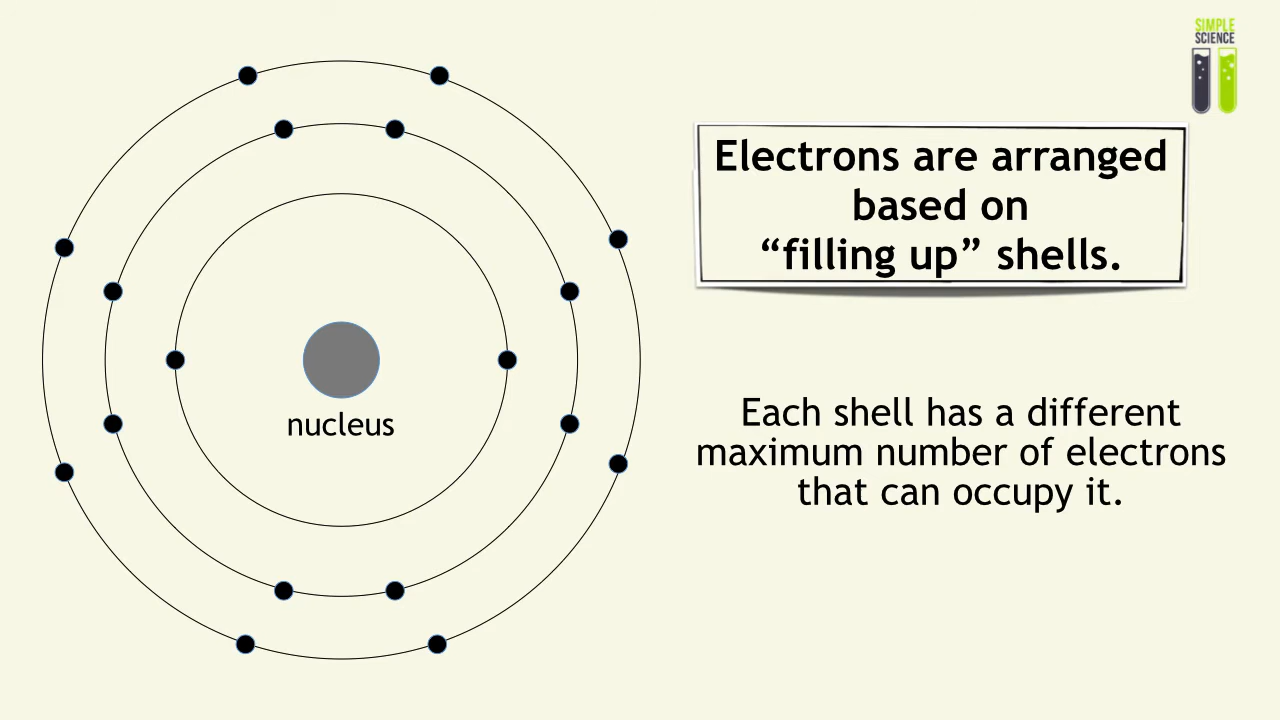 SIMPLE
SCIENCE
Electrons are arranged
based on
“filling up” shells.
nucleus
Each shell has a different
maximum number of electrons
that can occupy it.